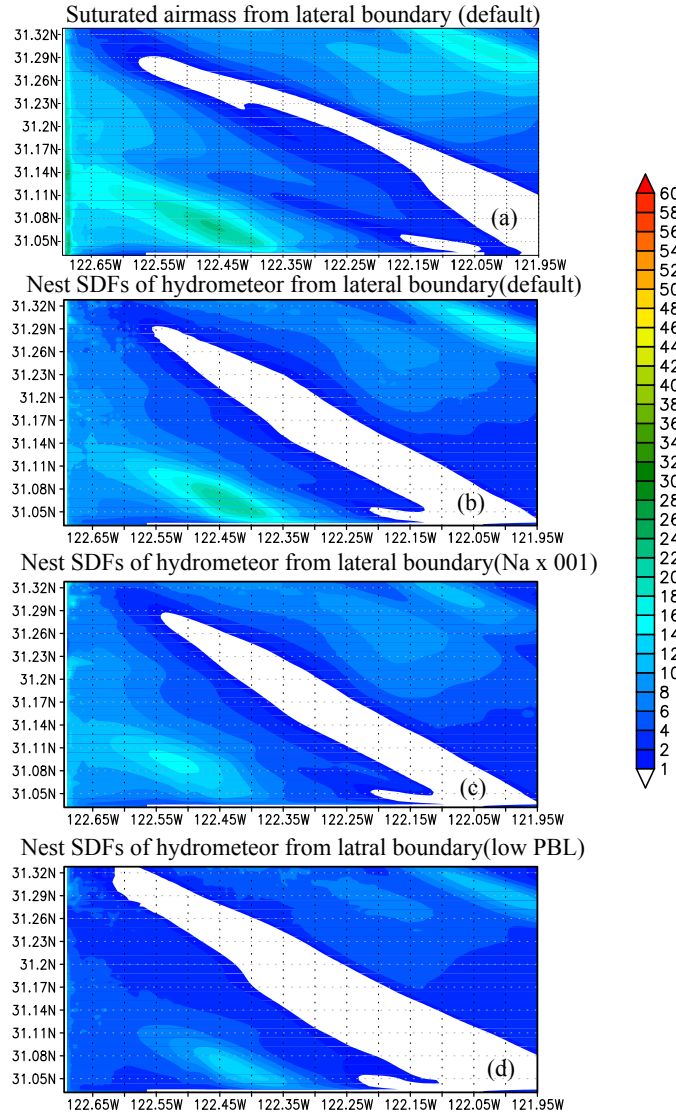 Suturated airmass from lateral boundary (default)
31.32N
31.29N
31.26N
31.23N
31.2N
31.17N
31.14N
31.11N
31.08N
31.05N
(a)
122.65W 122.55W 122.45W 122.35W 122.25W 122.15W 122.05W 121.95W
Nest SDFs of hydrometeor from lateral boundary(default)
31.32N
31.29N
31.26N
31.23N
31.2N
31.17N
31.14N
31.11N
31.08N
31.05N
(b)
122.65W 122.55W 122.45W 122.35W 122.25W 122.15W 122.05W 121.95W
Nest SDFs of hydrometeor from lateral boundary(Na x 001)
31.32N
31.29N
31.26N
31.23N
31.2N
31.17N
31.14N
31.11N
31.08N
31.05N
(c)
122.65W 122.55W 122.45W 122.35W 122.25W 122.15W 122.05W 121.95W
Nest SDFs of hydrometeor from latral boundary(low PBL)
31.32N
31.29N
31.26N
31.23N
31.2N
31.17N
31.14N
31.11N
31.08N
31.05N
(d)
122.65W 122.55W 122.45W 122.35W 122.25W 122.15W 122.05W 121.95W
60
58
56
54
52
50
48
46
44
42
40
38
36
34
32
30
28
26
24
22
20
18
16
14
12
10
8
6
4
2
1